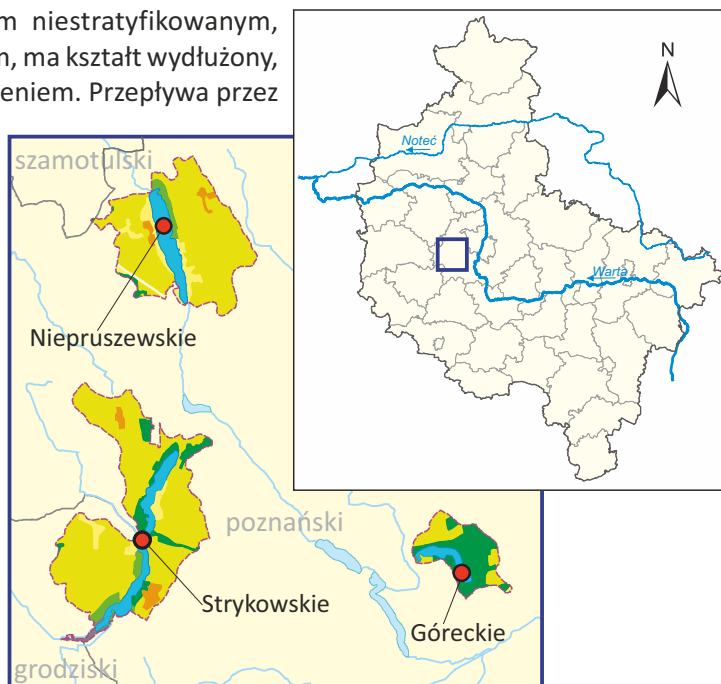 m niestratyfikowanym,
m, ma kształt wydłużony,
eniem. Przepływa przez
N
Noteć
Warta
szamotulski
Niepruszewskie
poznański
Strykowskie
Góreckie
grodziski